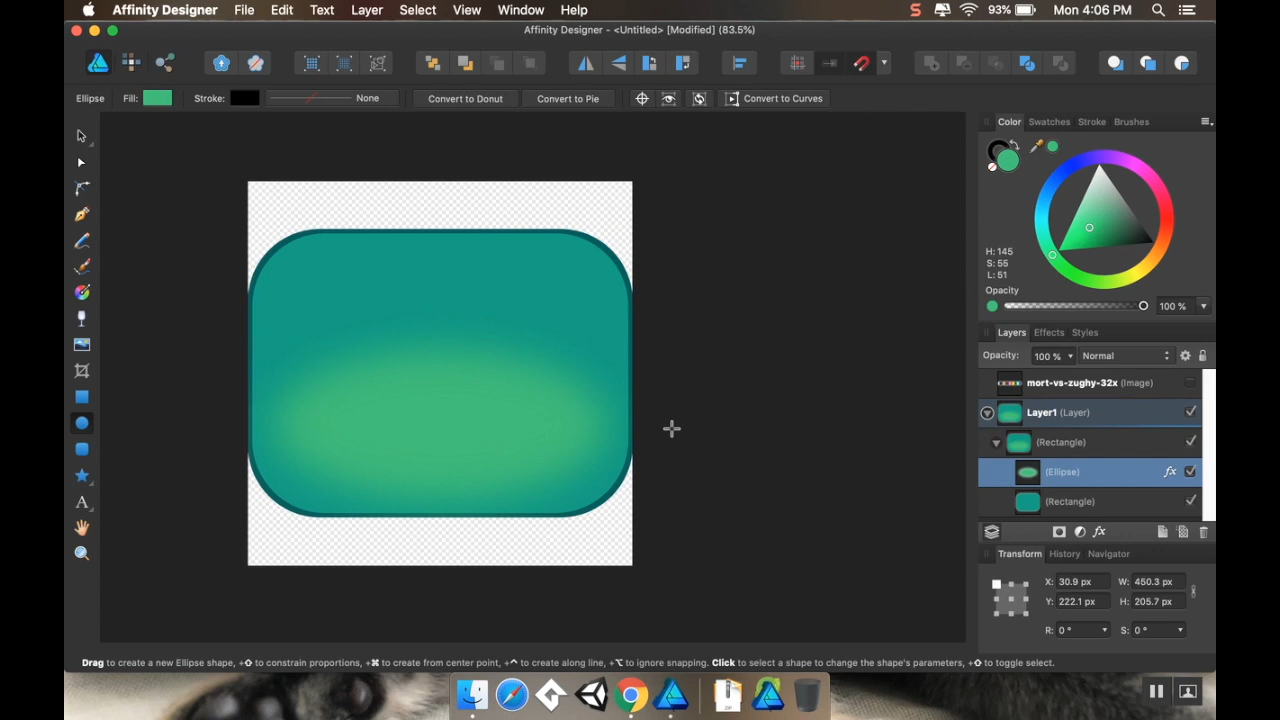 Affinity Designer File Edit Text Layer Select View Window Help S 93% Mon 4:06 PM
Affinity Designer - <Untitled> [Modified] (83.5%)
Ellipse Fill: Stroke: None Convert to Donut Convert to Pie Convert to Curves
Color Swatches Stroke Brushes
H: 145
S: 55
L: 51
Opacity
100 %
Layers Effects Styles
Opacity: 100 % Normal
mort-vs-zughy-32x (Image)
Layer1 (Layer)
(Rectangle)
(Ellipse) fx
(Rectangle)
fx
Transform History Navigator
X: 30.9 px W: 450.3 px
Y: 222.1 px H: 205.7 px
R: 0 ° S: 0 °
A
Drag to create a new Ellipse shape, +⇧ to constrain proportions, +⌘ to create from center point, +^ to create along line, +⌥ to ignore snapping. Click to select a shape to change the shape's parameters, +⇧ to toggle select.
ZIP